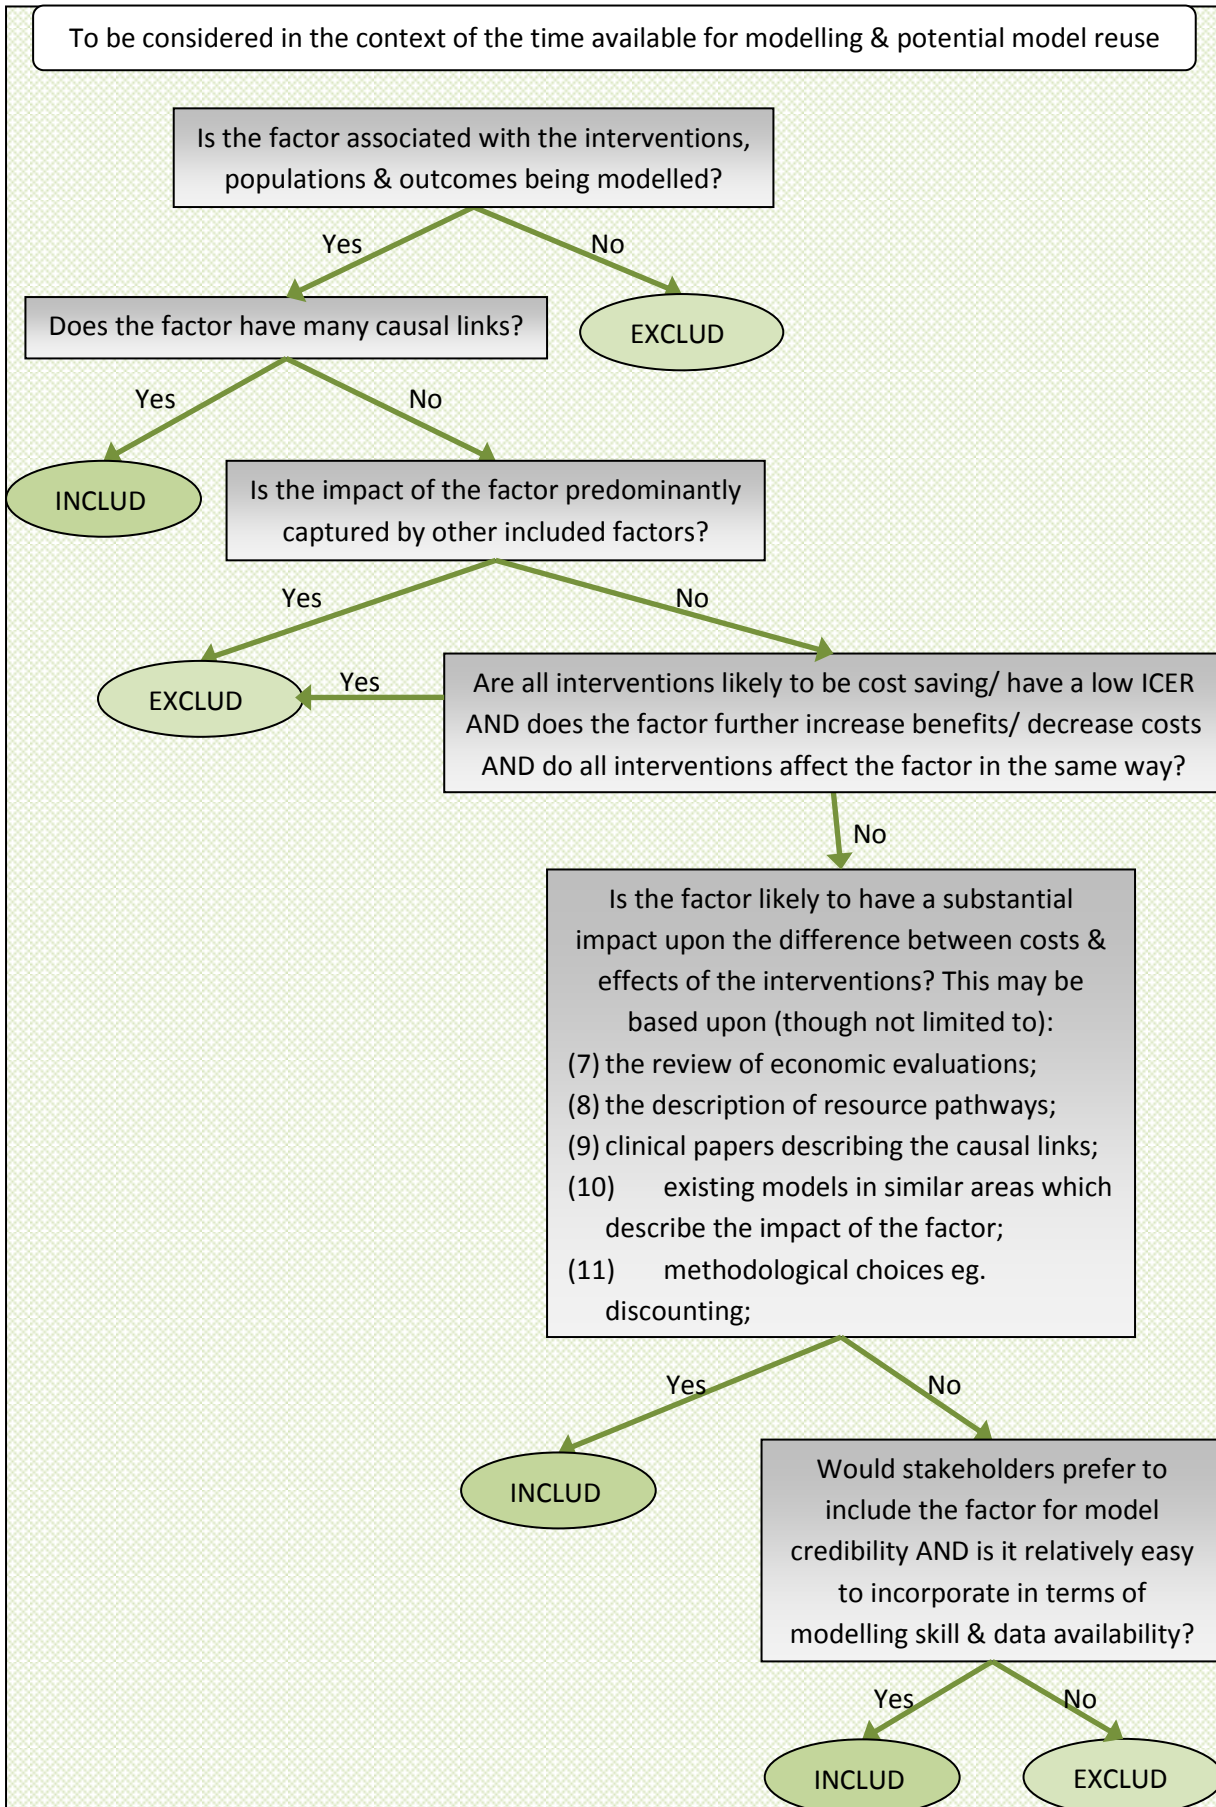 To be considered in the context of the time available for modelling & potential model reuse
Is the factor associated with the interventions,
populations & outcomes being modelled?
Yes
No
Does the factor have many causal links?
EXCLUD
Yes
No
INCLUD
Is the impact of the factor predominantly
captured by other included factors?
Yes
No
EXCLUD
Yes
Are all interventions likely to be cost saving/ have a low ICER
AND does the factor further increase benefits/ decrease costs
AND do all interventions affect the factor in the same way?
No
Is the factor likely to have a substantial
impact upon the difference between costs &
effects of the interventions? This may be
based upon (though not limited to):
(7) the review of economic evaluations;
(8) the description of resource pathways;
(9) clinical papers describing the causal links;
(10) existing models in similar areas which
describe the impact of the factor;
(11) methodological choices eg.
discounting;
Yes
No
INCLUD
Would stakeholders prefer to
include the factor for model
credibility AND is it relatively easy
to incorporate in terms of
modelling skill & data availability?
Yes
No
INCLUD
EXCLUD